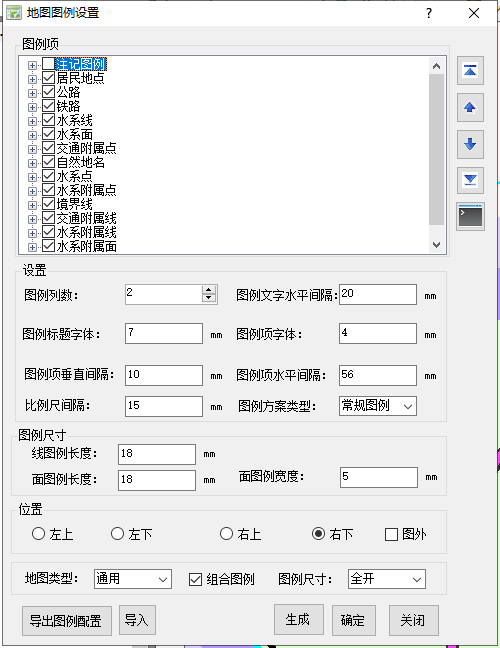 地图图例设置 ?
图例项
注记图例
居民地点
公路
铁路
水系线
水系面
交通附属点
自然地名
水系点
水系附属点
境界线
交通附属线
水系附属线
水系附属面
设置
图例列数: 2 图例文字水平间隔: 20 mm
图例标题字体: 7 mm 图例项字体: 4 mm
图例项垂直间隔: 10 mm 图例项水平间隔: 56 mm
比例尺间隔: 15 mm 图例方案类型: 常规图例
图例尺寸
线图例长度: 18 mm
面图例长度: 18 mm 面图例宽度: 5 mm
位置
左上 左下 右上 右下 图外
地图类型: 通用 组合图例 图例尺寸: 全开
导出图例配置 导入 生成 确定 关闭